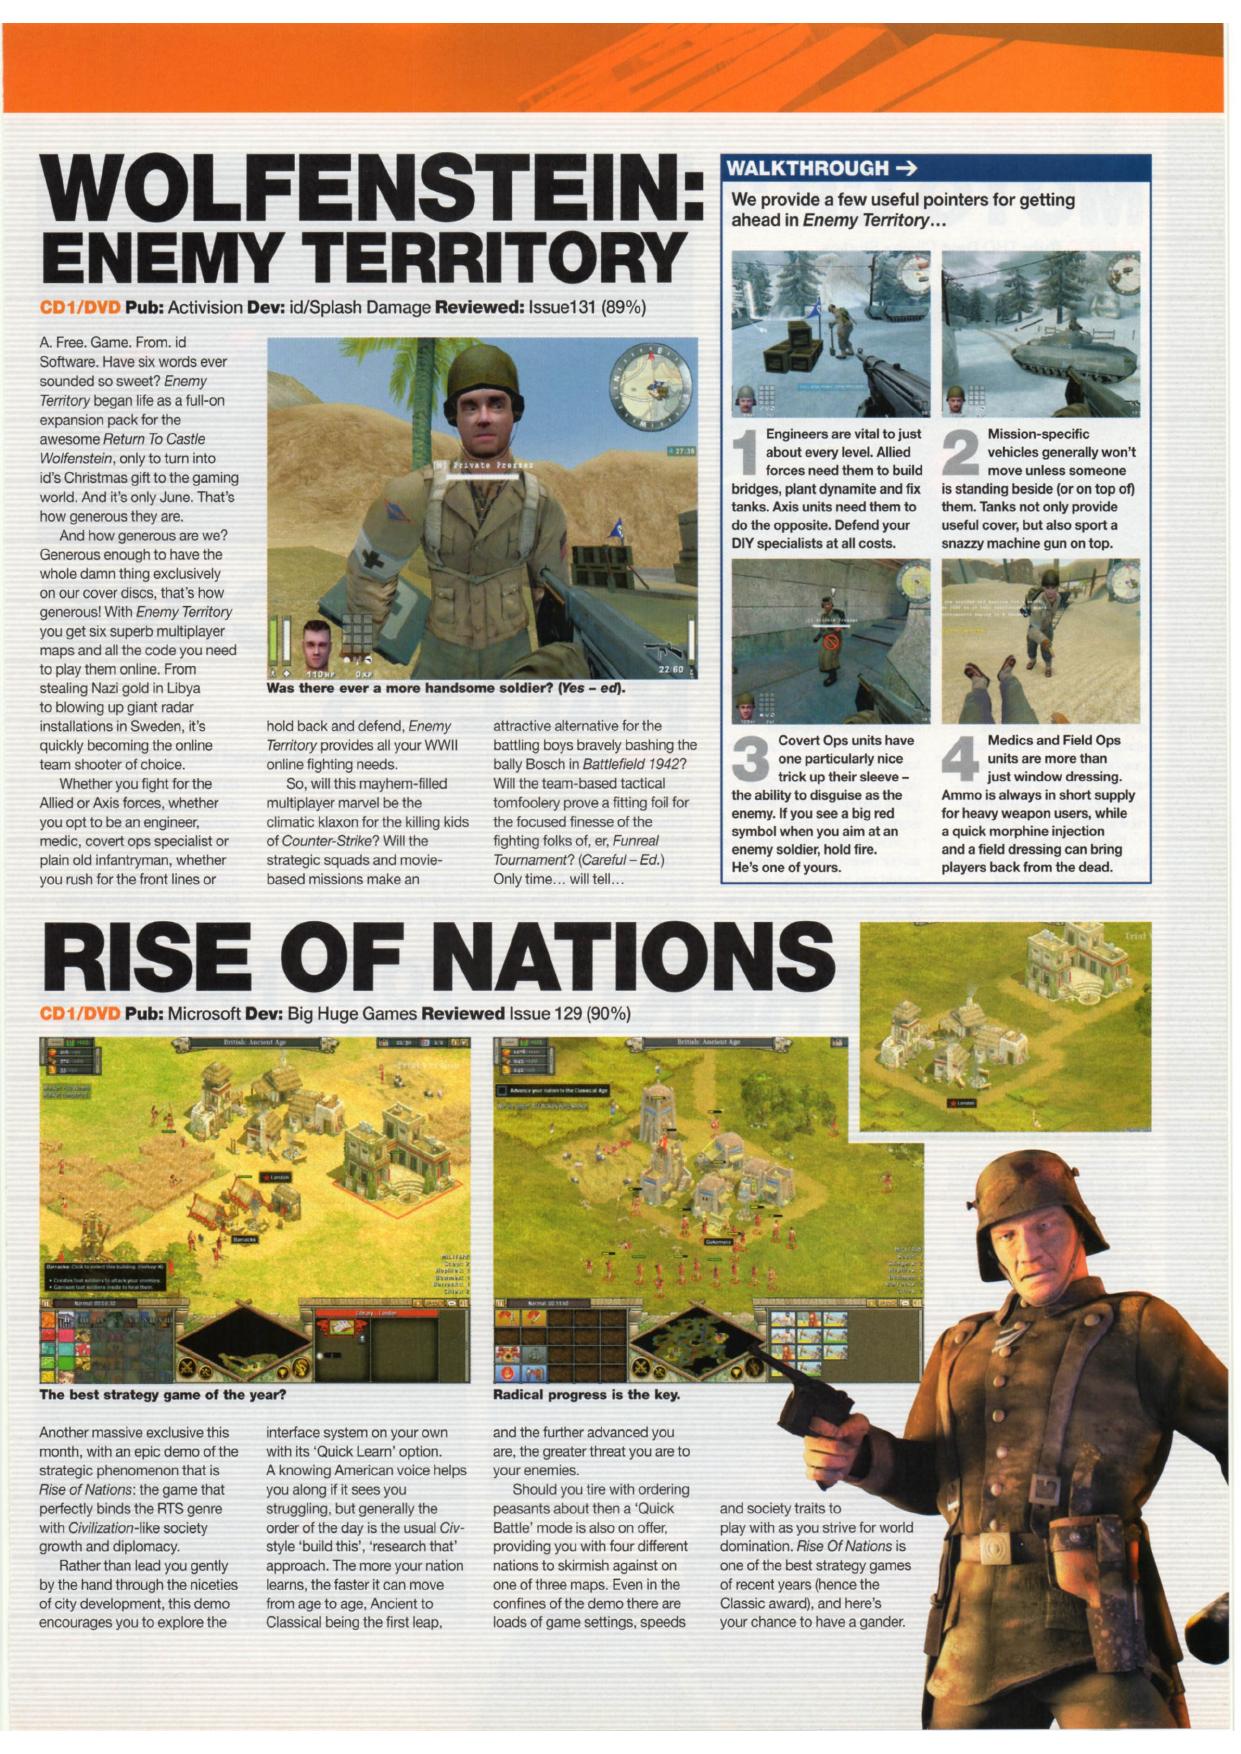 WOLFENSTEIN:
ENEMY TERRITORY
CD1/DVD Pub: Activision Dev: id/Splash Damage Reviewed: Issue131 (89%)
A. Free. Game. From. id
Software. Have six words ever
sounded so sweet? Enemy
Territory began life as a full-on
expansion pack for the
awesome Return To Castle
Wolfenstein, only to turn into
id's Christmas gift to the gaming
world. And it's only June. That's
how generous they are.
And how generous are we?
Generous enough to have the
whole damn thing exclusively
on our cover discs, that's how
generous! With Enemy Territory
you get six superb multiplayer
maps and all the code you need
to play them online. From
stealing Nazi gold in Libya
to blowing up giant radar
installations in Sweden, it's
quickly becoming the online
team shooter of choice.
Whether you fight for the
Allied or Axis forces, whether
you opt to be an engineer,
medic, covert ops specialist or
plain old infantryman, whether
you rush for the front lines or
27:38
110HP 0XP
22/60
Was there ever a more handsome soldier? (Yes – ed).
hold back and defend, Enemy
Territory provides all your WWII
online fighting needs.
So, will this mayhem-filled
multiplayer marvel be the
climatic klaxon for the killing kids
of Counter-Strike? Will the
strategic squads and movie-
based missions make an
attractive alternative for the
battling boys bravely bashing the
bally Bosch in Battlefield 1942?
Will the team-based tactical
tomfoolery prove a fitting foil for
the focused finesse of the
fighting folks of, er, Funreal
Tournament? (Careful – Ed.)
Only time... will tell...
WALKTHROUGH →
We provide a few useful pointers for getting
ahead in Enemy Territory...
1 Engineers are vital to just
about every level. Allied
forces need them to build
bridges, plant dynamite and fix
tanks. Axis units need them to
do the opposite. Defend your
DIY specialists at all costs.
2 Mission-specific
vehicles generally won't
move unless someone
is standing beside (or on top of)
them. Tanks not only provide
useful cover, but also sport a
snazzy machine gun on top.
3 Covert Ops units have
one particularly nice
trick up their sleeve –
the ability to disguise as the
enemy. If you see a big red
symbol when you aim at an
enemy soldier, hold fire.
He's one of yours.
4 Medics and Field Ops
units are more than
just window dressing.
Ammo is always in short supply
for heavy weapon users, while
a quick morphine injection
and a field dressing can bring
players back from the dead.
RISE OF NATIONS
CD1/DVD Pub: Microsoft Dev: Big Huge Games Reviewed Issue 129 (90%)
British: Ancient Age
London
Barracks
Library : London
The best strategy game of the year?
British: Ancient Age
Advance your nation to the Classical Age
Radical progress is the key.
London
Another massive exclusive this
month, with an epic demo of the
strategic phenomenon that is
Rise of Nations: the game that
perfectly binds the RTS genre
with Civilization-like society
growth and diplomacy.
Rather than lead you gently
by the hand through the niceties
of city development, this demo
encourages you to explore the
interface system on your own
with its 'Quick Learn' option.
A knowing American voice helps
you along if it sees you
struggling, but generally the
order of the day is the usual Civ-
style 'build this', 'research that'
approach. The more your nation
learns, the faster it can move
from age to age, Ancient to
Classical being the first leap,
and the further advanced you
are, the greater threat you are to
your enemies.
Should you tire with ordering
peasants about then a 'Quick
Battle' mode is also on offer,
providing you with four different
nations to skirmish against on
one of three maps. Even in the
confines of the demo there are
loads of game settings, speeds
and society traits to
play with as you strive for world
domination. Rise Of Nations is
one of the best strategy games
of recent years (hence the
Classic award), and here's
your chance to have a gander.